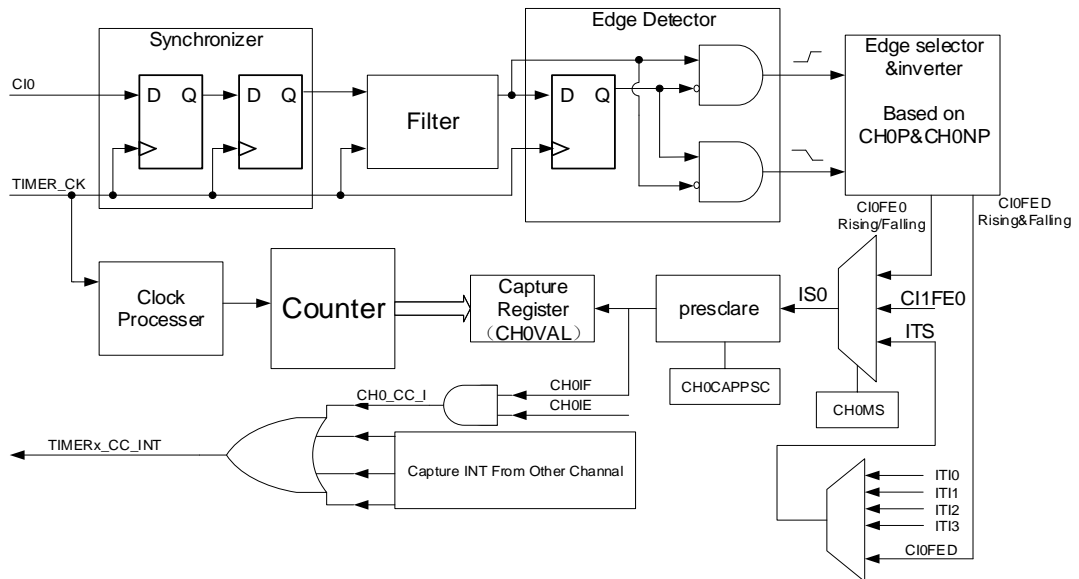 Edge Detector
Synchronizer
Edge selector
&inverter
Based on
CH0P&CH0NP
CI0
D
Q
D
Q
Filter
D
Q
TIMER_CK
CI0FE0
Rising/Falling
CI0FED
Rising&Falling
Clock
Processer
Counter
Capture
Register
（CH0VAL）
presclare
IS0
CI1FE0
ITS
CH0CAPPSC
CH0MS
CH0_CC_I
CH0IF
CH0IE
TIMERx_CC_INT
Capture INT From Other Channel
ITI0
ITI1
ITI2
ITI3
CI0FED